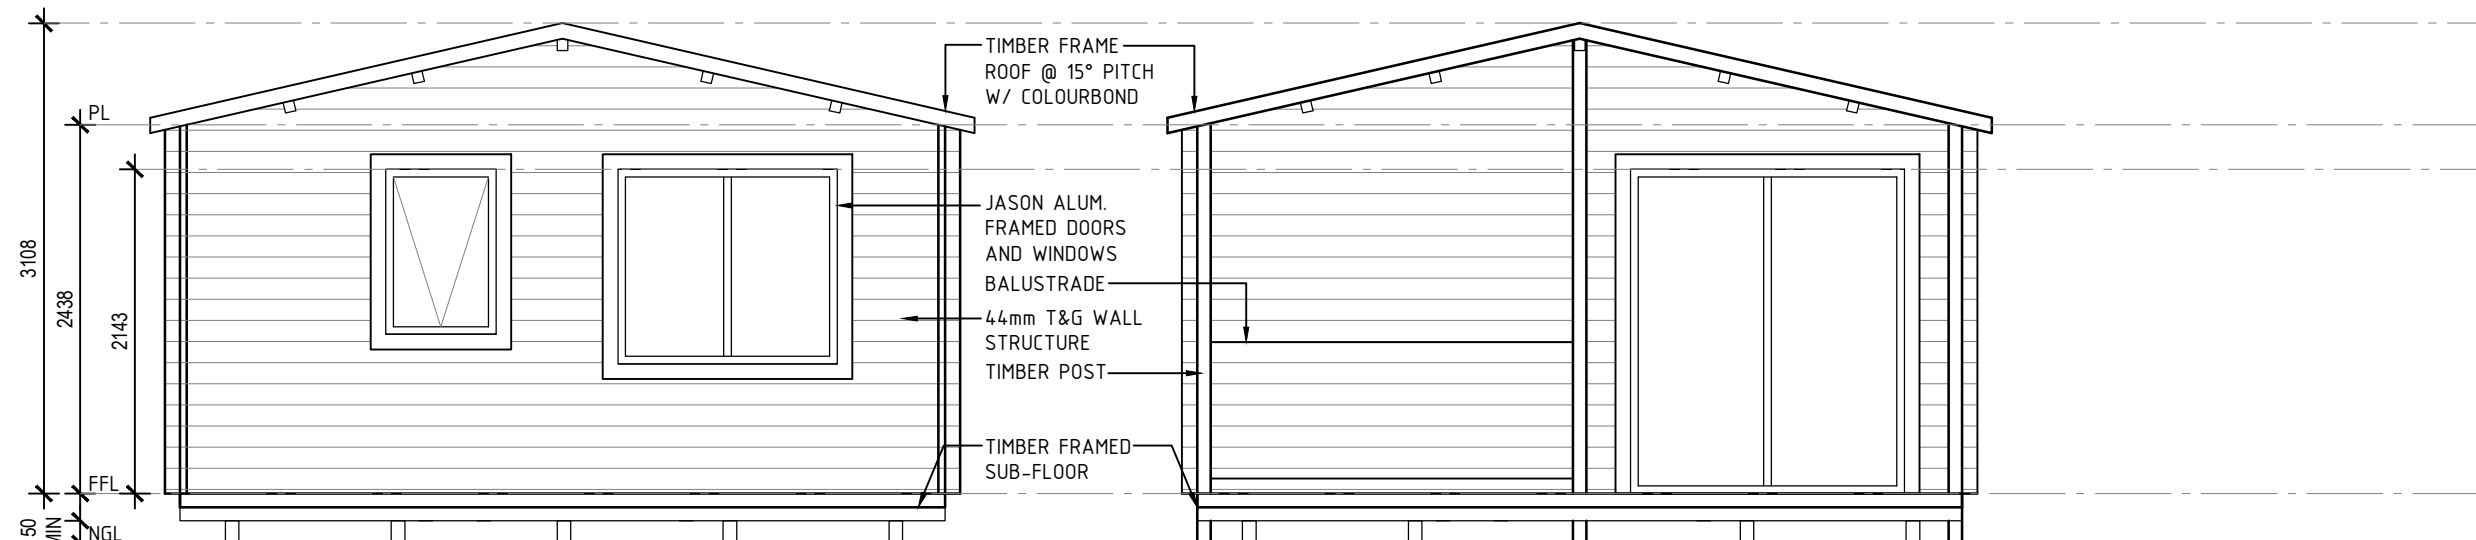 TIMBER FRAME
ROOF @ 15° PITCH
W/ COLOURBOND
PL
JASON ALUM.
FRAMED DOORS
AND WINDOWS
BALUSTRADE
44mm T&G WALL
STRUCTURE
TIMBER POST
TIMBER FRAMED
SUB-FLOOR
3108
2438
2143
FFL
50
MIN
NGL